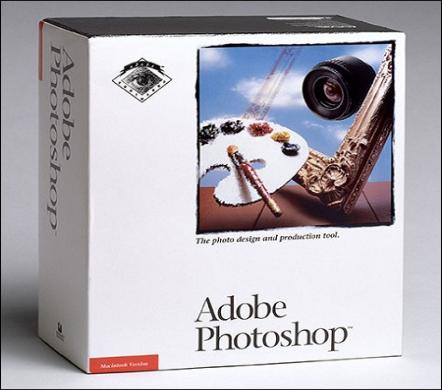 Adobe
Photoshop
The photo design and production tool.
Adobe
Photoshop™
Macintosh Version